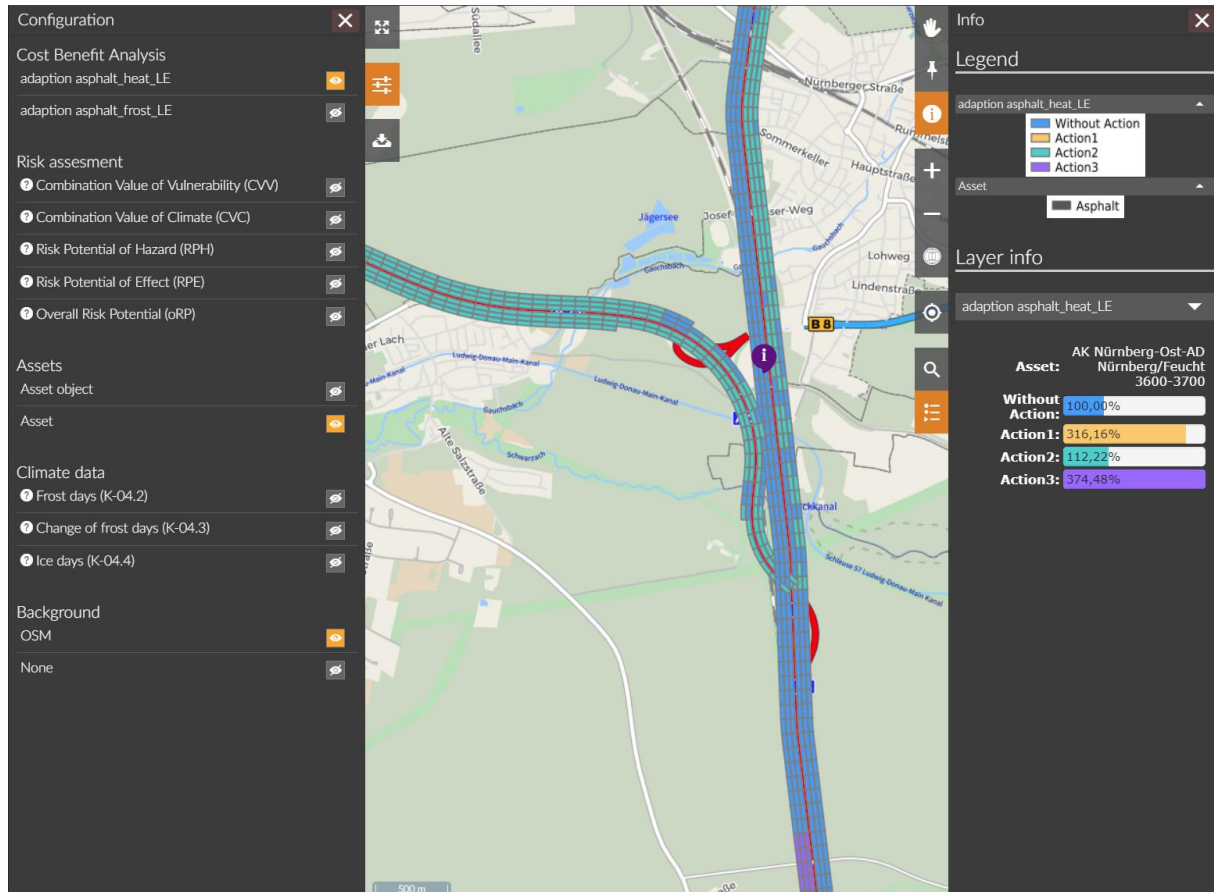 Configuration
Cost Benefit Analysis
adaption asphalt_heat_LE
adaption asphalt_frost_LE
Risk assesment
Combination Value of Vulnerability (CVV)
Combination Value of Climate (CVC)
Risk Potential of Hazard (RPH)
Risk Potential of Effect (RPE)
Overall Risk Potential (oRP)
Assets
Asset object
Asset
Climate data
Frost days (K-04.2)
Change of frost days (K-04.3)
Ice days (K-04.4)
Background
OSM
None
Südallee
Nürnberger Straße
Sommerkeller
Hauptstraße
Jägersee
Gauchsbach
Gauchsbach
Lohweg
Lindenstra
B 8
er Lach
Ludwig-Donau-Main-Kanal
Ludwig-Donau-Main-Kanal
Gauchsbach
Alte Salzstraße
Schwarzach
ckkanal
Schleuse 57 Ludwig-Donau-Main Kanal
500 m
Info
Legend
adaption asphalt_heat_LE
Without Action
Action1
Action2
Action3
Asset
Asphalt
Layer info
adaption asphalt_heat_LE
Asset: AK Nürnberg-Ost-AD
Nürnberg/Feucht
3600-3700
Without
Action: 100,00%
Action1: 316,16%
Action2: 112,22%
Action3: 374,48%